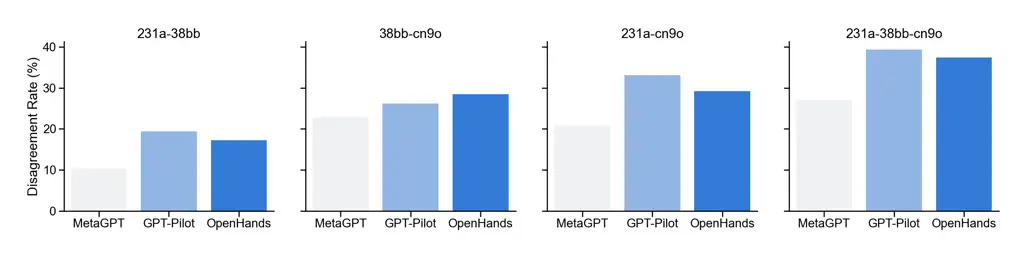 231a-38bb
38bb-cn9o
231a-cn9o
231a-38bb-cn9o
Disagreement Rate (%)
40
30
20
10
0
MetaGPT GPT-Pilot OpenHands
MetaGPT GPT-Pilot OpenHands
MetaGPT GPT-Pilot OpenHands
MetaGPT GPT-Pilot OpenHands